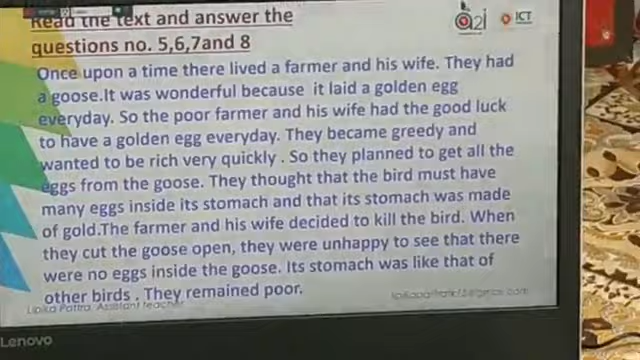 Read the text and answer the
questions no. 5,6,7and 8
a2i
ICT
Once upon a time there lived a farmer and his wife. They had
a goose.It was wonderful because it laid a golden egg
everyday. So the poor farmer and his wife had the good luck
to have a golden egg everyday. They became greedy and
wanted to be rich very quickly . So they planned to get all the
eggs from the goose. They thought that the bird must have
many eggs inside its stomach and that its stomach was made
of gold.The farmer and his wife decided to kill the bird. When
they cut the goose open, they were unhappy to see that there
were no eggs inside the goose. Its stomach was like that of
other birds . They remained poor.
Lipika Pattra, Assistant teacher
Lenovo